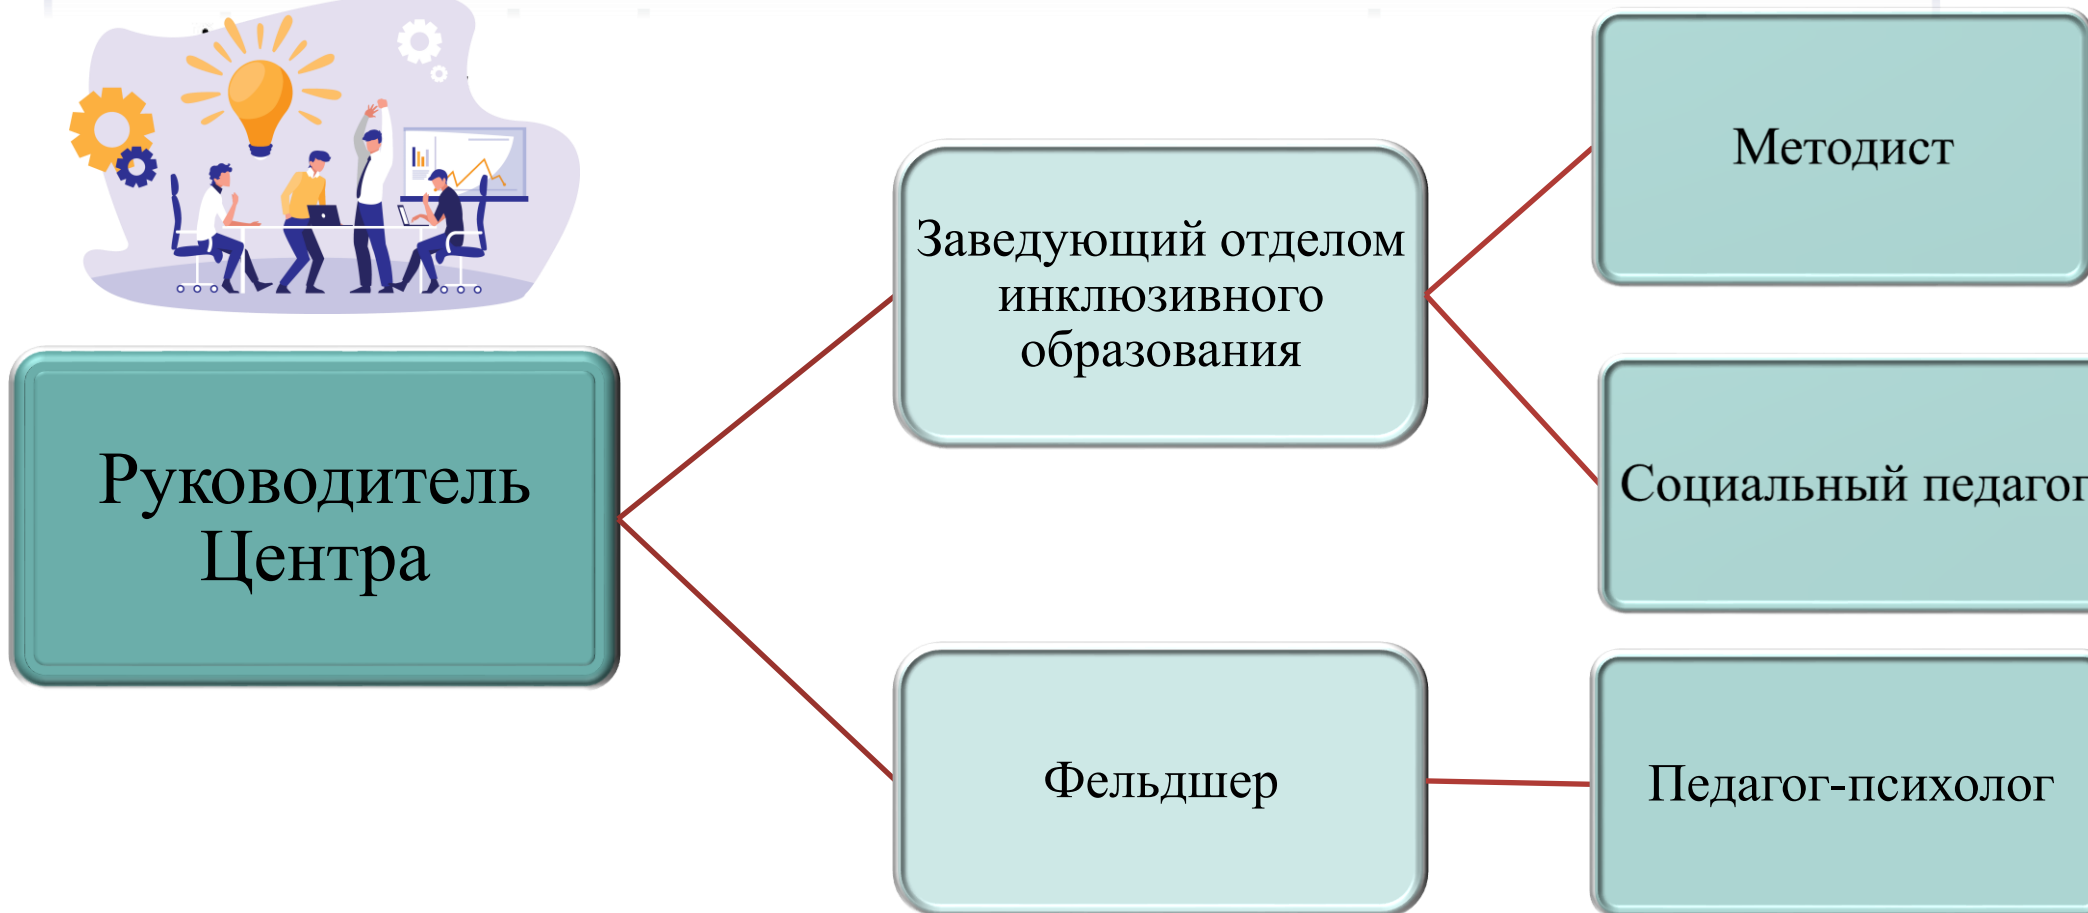 Руководитель
Центра
Заведующий отделом
инклюзивного
образования
Фельдшер
Методист
Социальный педагог
Педагог-психолог